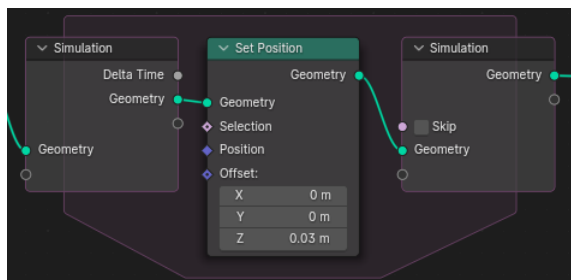 Simulation
Delta Time
Geometry
Geometry
Set Position
Geometry
Geometry
Selection
Position
Offset:
X 0 m
Y 0 m
Z 0.03 m
Simulation
Geometry
Skip
Geometry